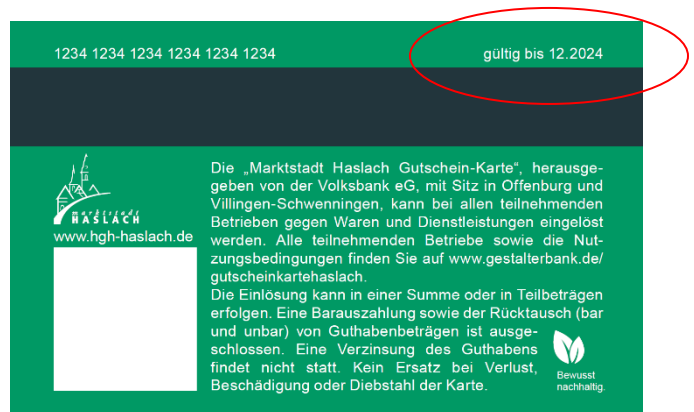 1234 1234 1234 1234 1234 1234
gültig bis 12.2024
marktstadt
HASLACH
www.hgh-haslach.de
Die „Marktstadt Haslach Gutschein-Karte“, herausge-
geben von der Volksbank eG, mit Sitz in Offenburg und
Villingen-Schwenningen, kann bei allen teilnehmenden
Betrieben gegen Waren und Dienstleistungen eingelöst
werden. Alle teilnehmenden Betriebe sowie die Nut-
zungsbedingungen finden Sie auf www.gestalterbank.de/
gutscheinkartehaslach.
Die Einlösung kann in einer Summe oder in Teilbeträgen
erfolgen. Eine Barauszahlung sowie der Rücktausch (bar
und unbar) von Guthabenbeträgen ist ausge-
schlossen. Eine Verzinsung des Guthabens
findet nicht statt. Kein Ersatz bei Verlust,
Beschädigung oder Diebstahl der Karte.
Bewusst
nachhaltig.